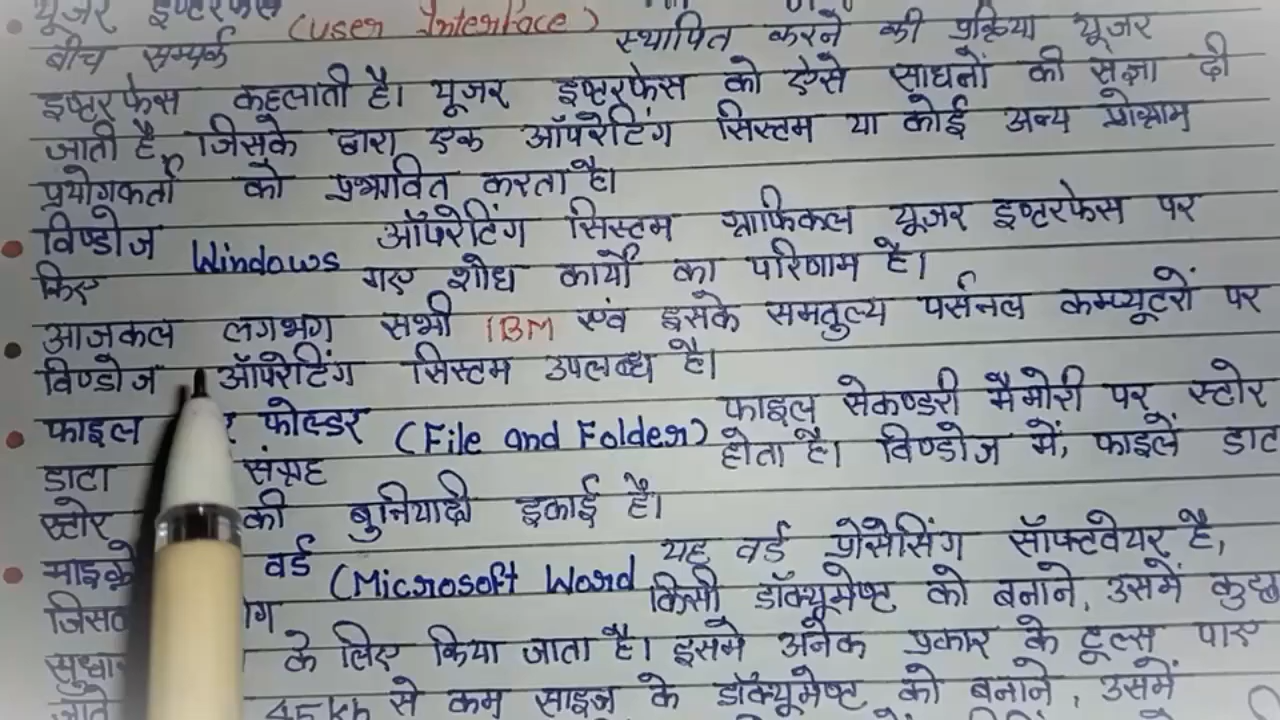 यूजर इण्टरफेस (user Interface)
बीच सम्पर्क स्थापित करने की प्रक्रिया यूजर
इण्टरफेस कहलाती है। यूजर इण्टरफेस को ऐसे साधनों की संज्ञा दी
जाती है, जिसके द्वारा एक ऑपरेटिंग सिस्टम या कोई अन्य प्रोग्राम
प्रयोगकर्ता को प्रभावित करता है।
विण्डोज Windows ऑपरेटिंग सिस्टम ग्राफिकल यूजर इण्टरफेस पर
किए गए शोध कार्यों का परिणाम है।
आजकल लगभग सभी IBM एवं इसके समतुल्य पर्सनल कम्प्यूटरों पर
विण्डोज ऑपरेटिंग सिस्टम उपलब्ध है।
फाइल फोल्डर (File and Folder) फाइल सेकण्डरी मैमोरी पर स्टोर
डाटा संग्रह होता है। विण्डोज में, फाइलें डाट
स्टोर की बुनियादी इकाई है।
वर्ड (Microsoft Word यह वर्ड प्रोसेसिंग सॉफ्टवेयर है,
किसी डॉक्यूमेण्ट को बनाने, उसमें कुछ
के लिए किया जाता है। इसमे अनेक प्रकार के टूल्स पाए
जाते 45kb से कम साइज के डॉक्यूमेण्ट को बनाने, उसमें